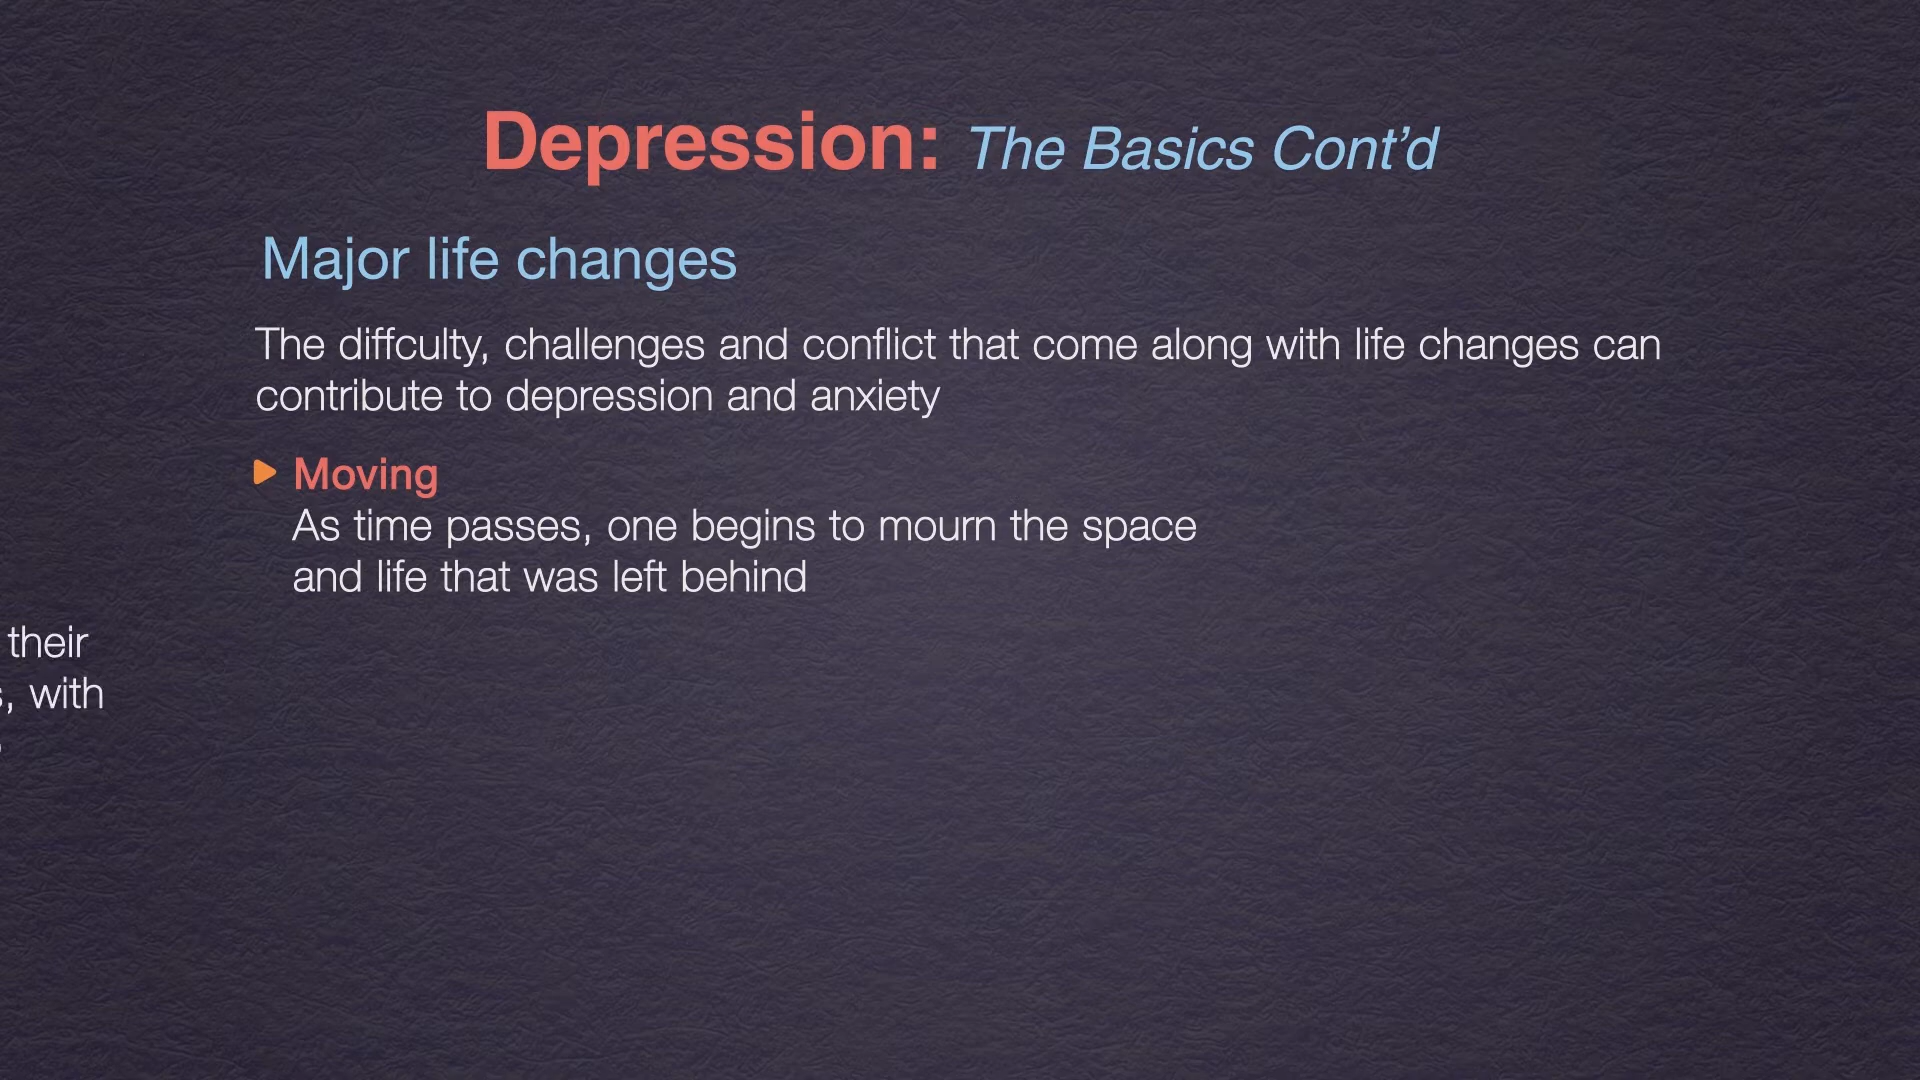 Depression: The Basics Cont’d
Major life changes
The diffculty, challenges and conflict that come along with life changes can
contribute to depression and anxiety
Moving
As time passes, one begins to mourn the space
and life that was left behind
their
, with